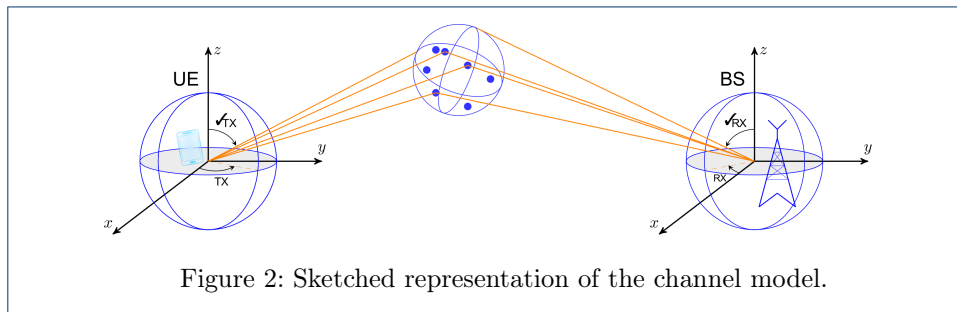 z
z
UE
BS
✓TX
✓RX
y
y
TX
RX
x
x
Figure 2: Sketched representation of the channel model.